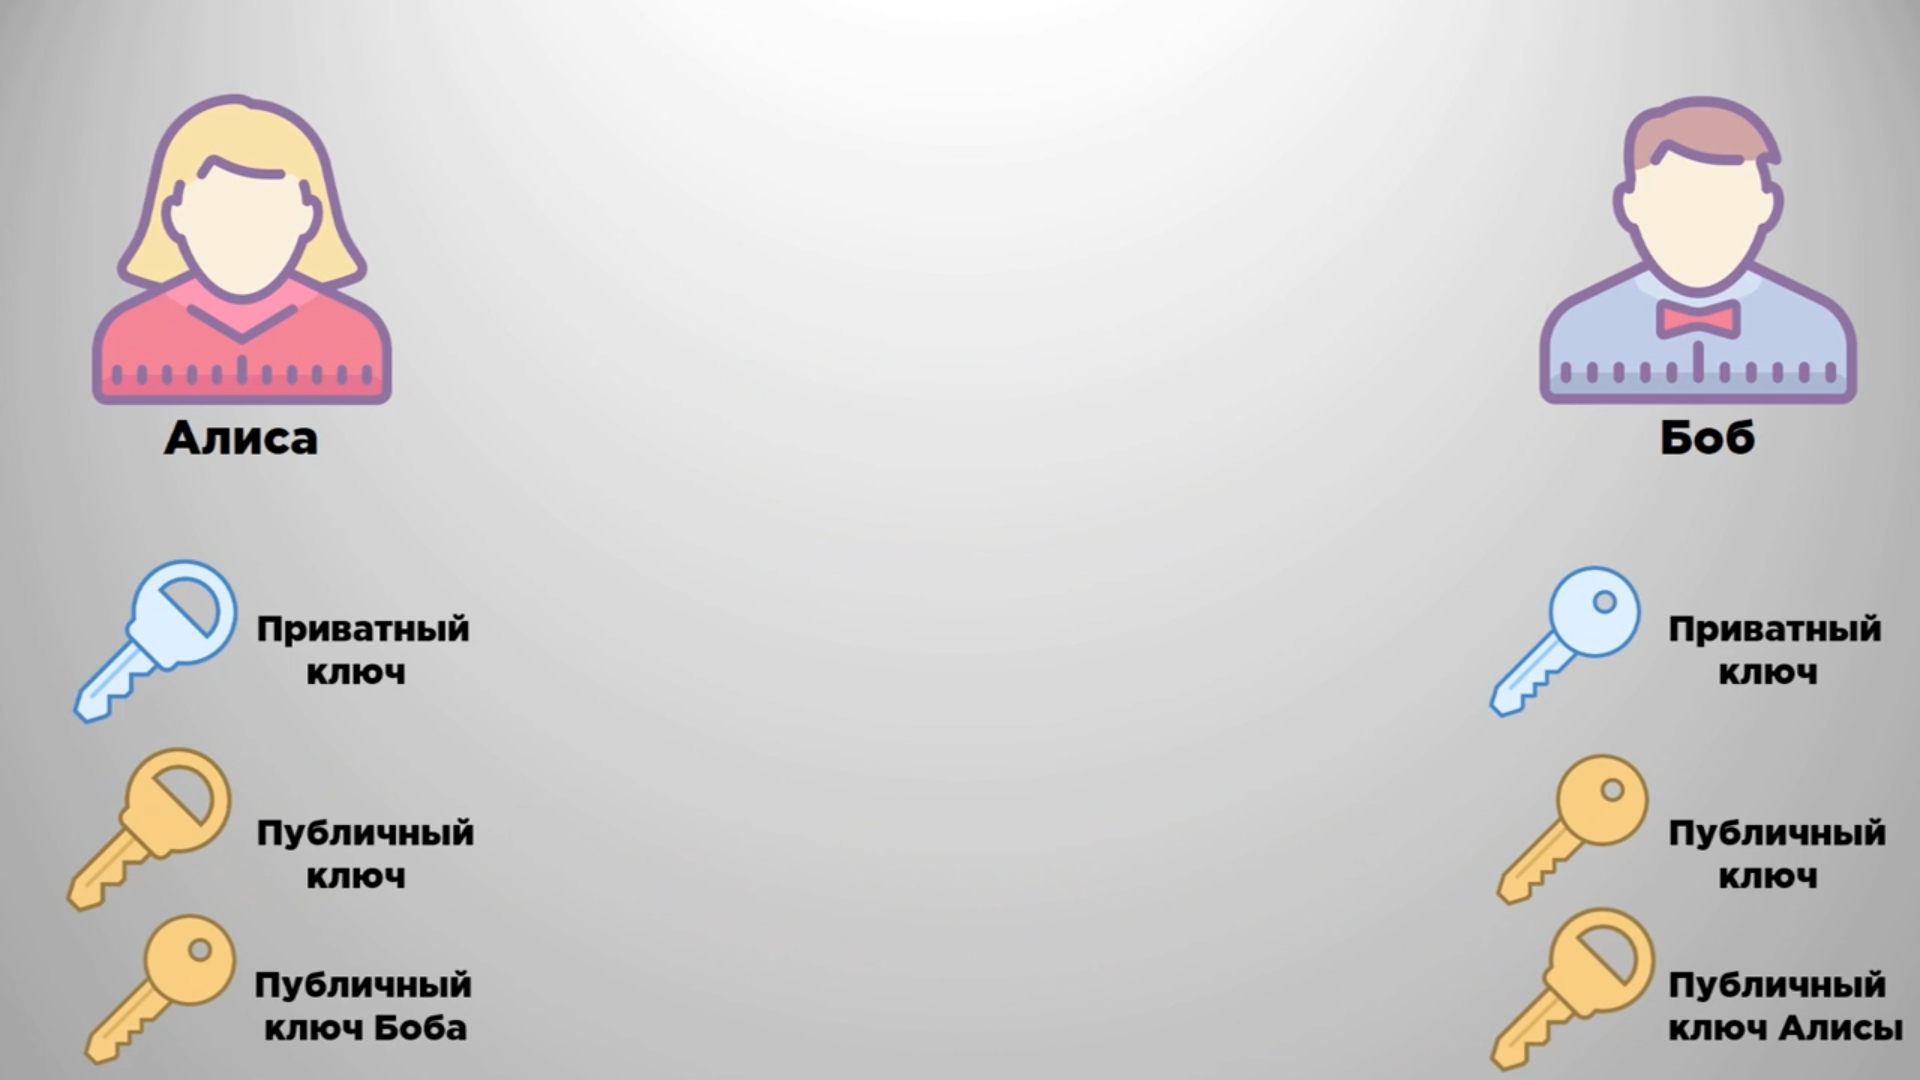 Алиса
Боб
Приватный
ключ
Приватный
ключ
Публичный
ключ
Публичный
ключ
Публичный
ключ Боба
Публичный
ключ Алисы